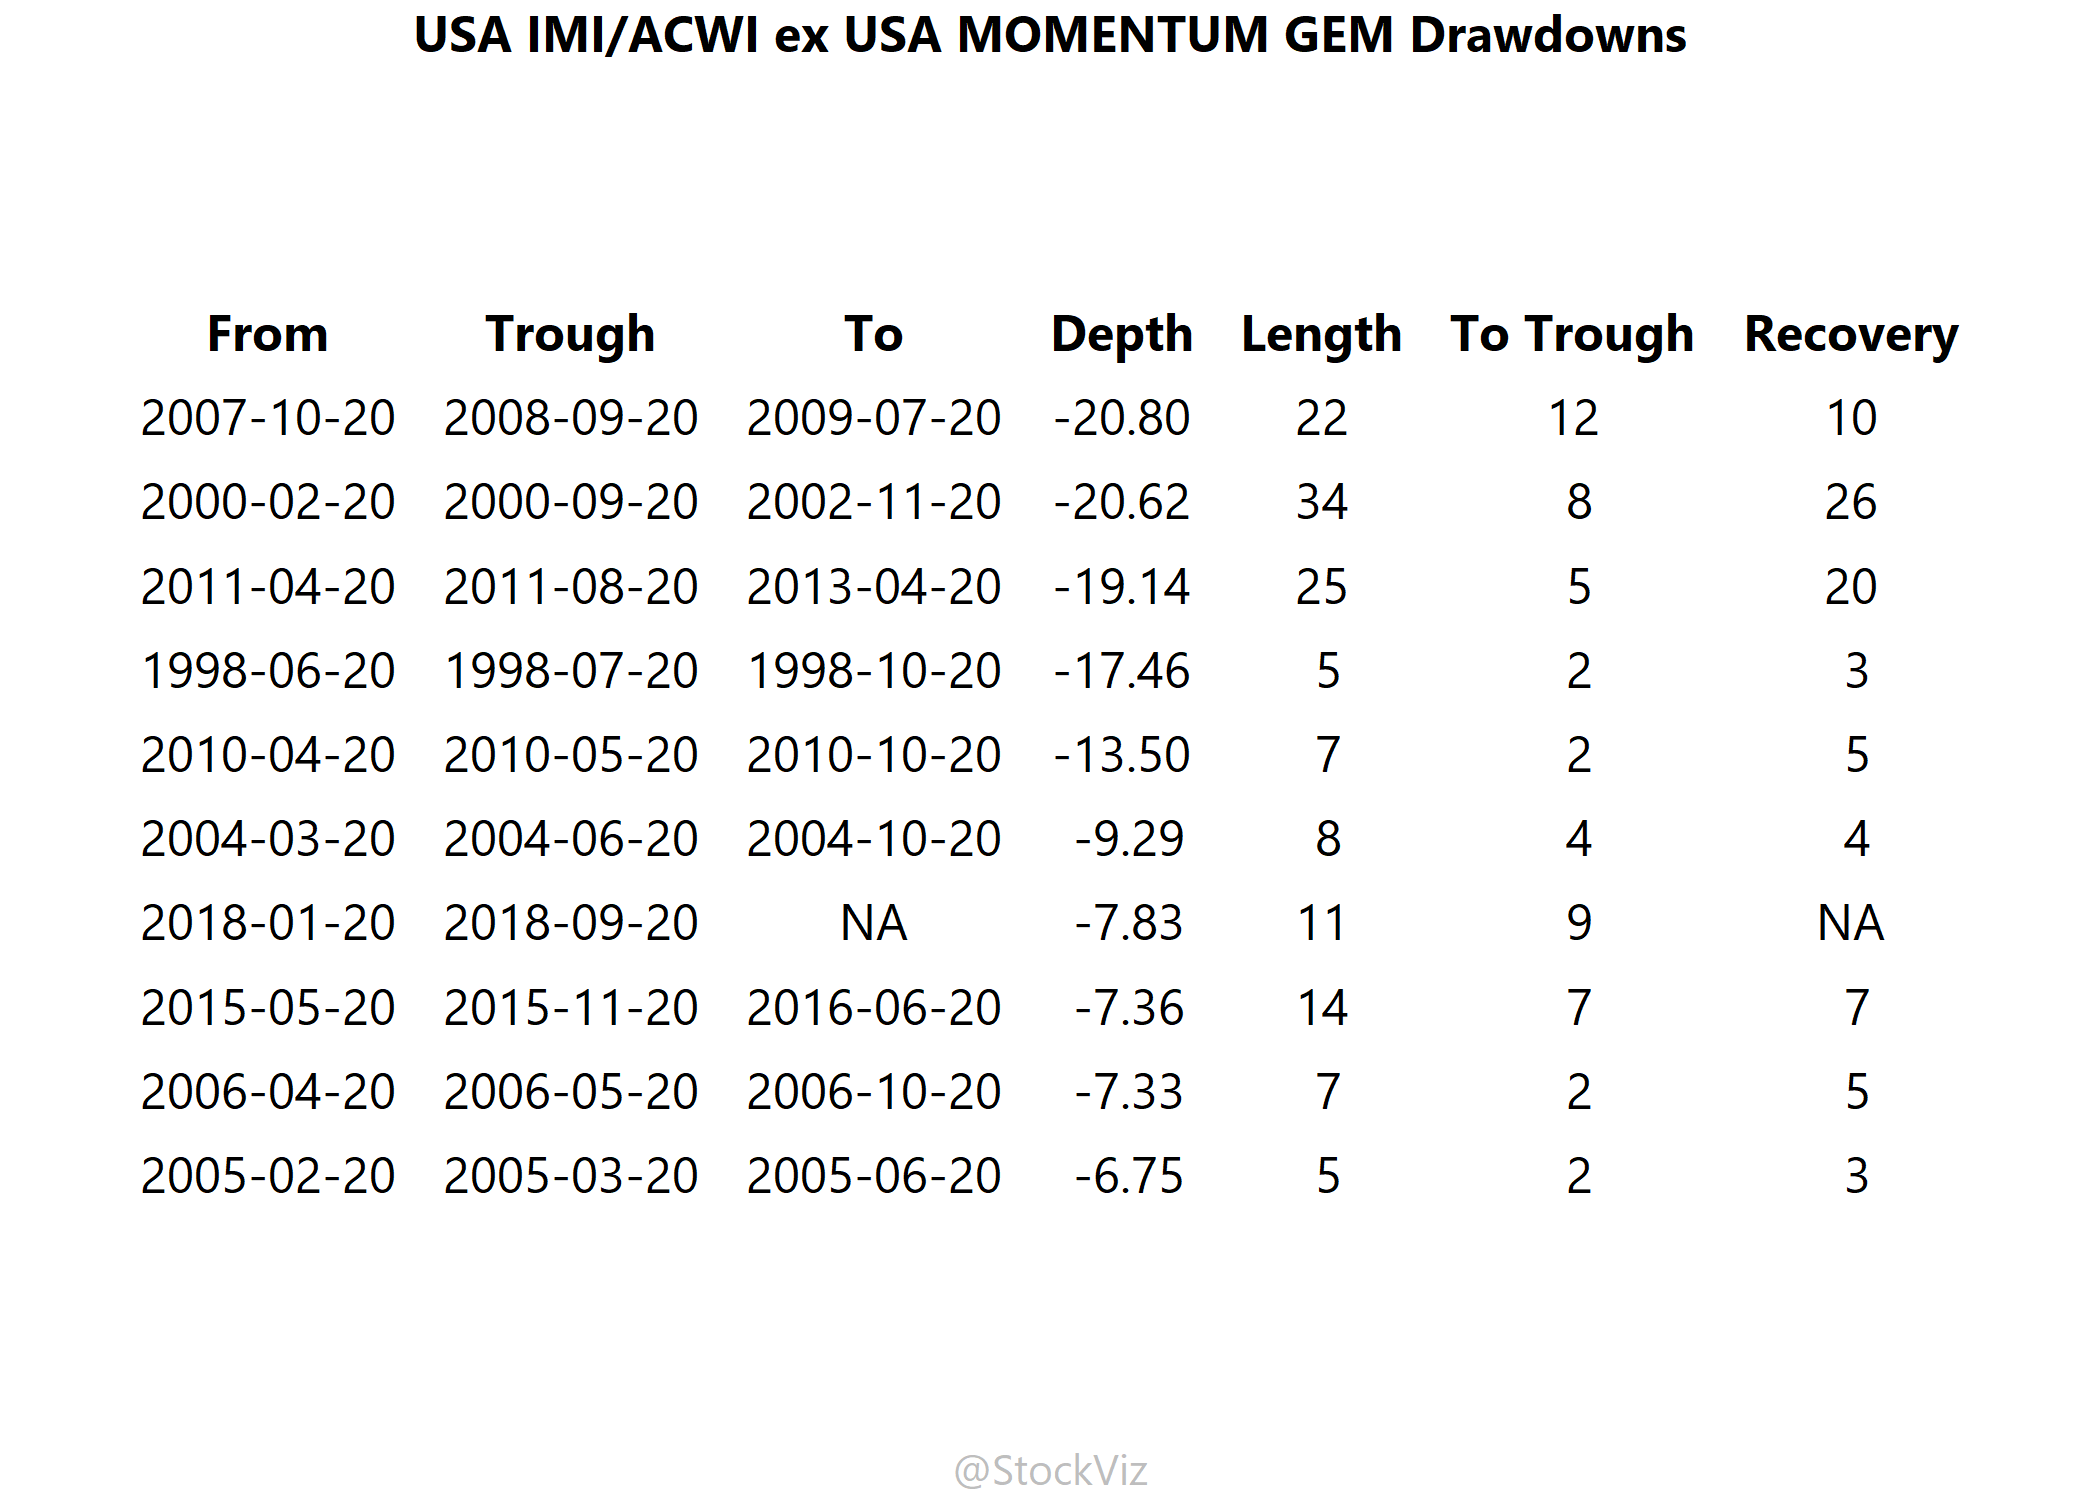 USA IMI/ACWI ex USA MOMENTUM GEM Drawdowns
From Trough To Depth Length To Trough Recovery
2007-10-20 2008-09-20 2009-07-20 -20.80 22 12 10
2000-02-20 2000-09-20 2002-11-20 -20.62 34 8 26
2011-04-20 2011-08-20 2013-04-20 -19.14 25 5 20
1998-06-20 1998-07-20 1998-10-20 -17.46 5 2 3
2010-04-20 2010-05-20 2010-10-20 -13.50 7 2 5
2004-03-20 2004-06-20 2004-10-20 -9.29 8 4 4
2018-01-20 2018-09-20 NA -7.83 11 9 NA
2015-05-20 2015-11-20 2016-06-20 -7.36 14 7 7
2006-04-20 2006-05-20 2006-10-20 -7.33 7 2 5
2005-02-20 2005-03-20 2005-06-20 -6.75 5 2 3
@StockViz